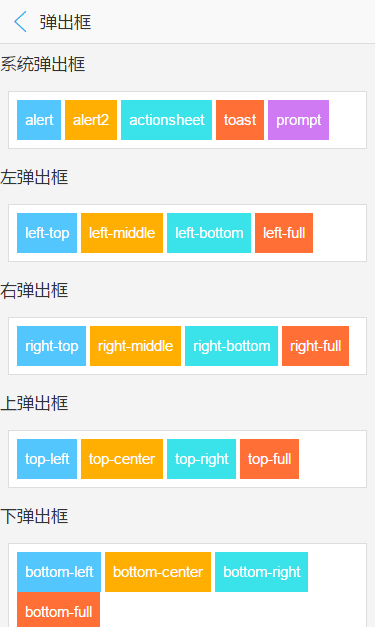 弹出框
系统弹出框
alert alert2 actionsheet toast prompt
左弹出框
left-top left-middle left-bottom left-full
右弹出框
right-top right-middle right-bottom right-full
上弹出框
top-left top-center top-right top-full
下弹出框
bottom-left bottom-center bottom-right
bottom-full